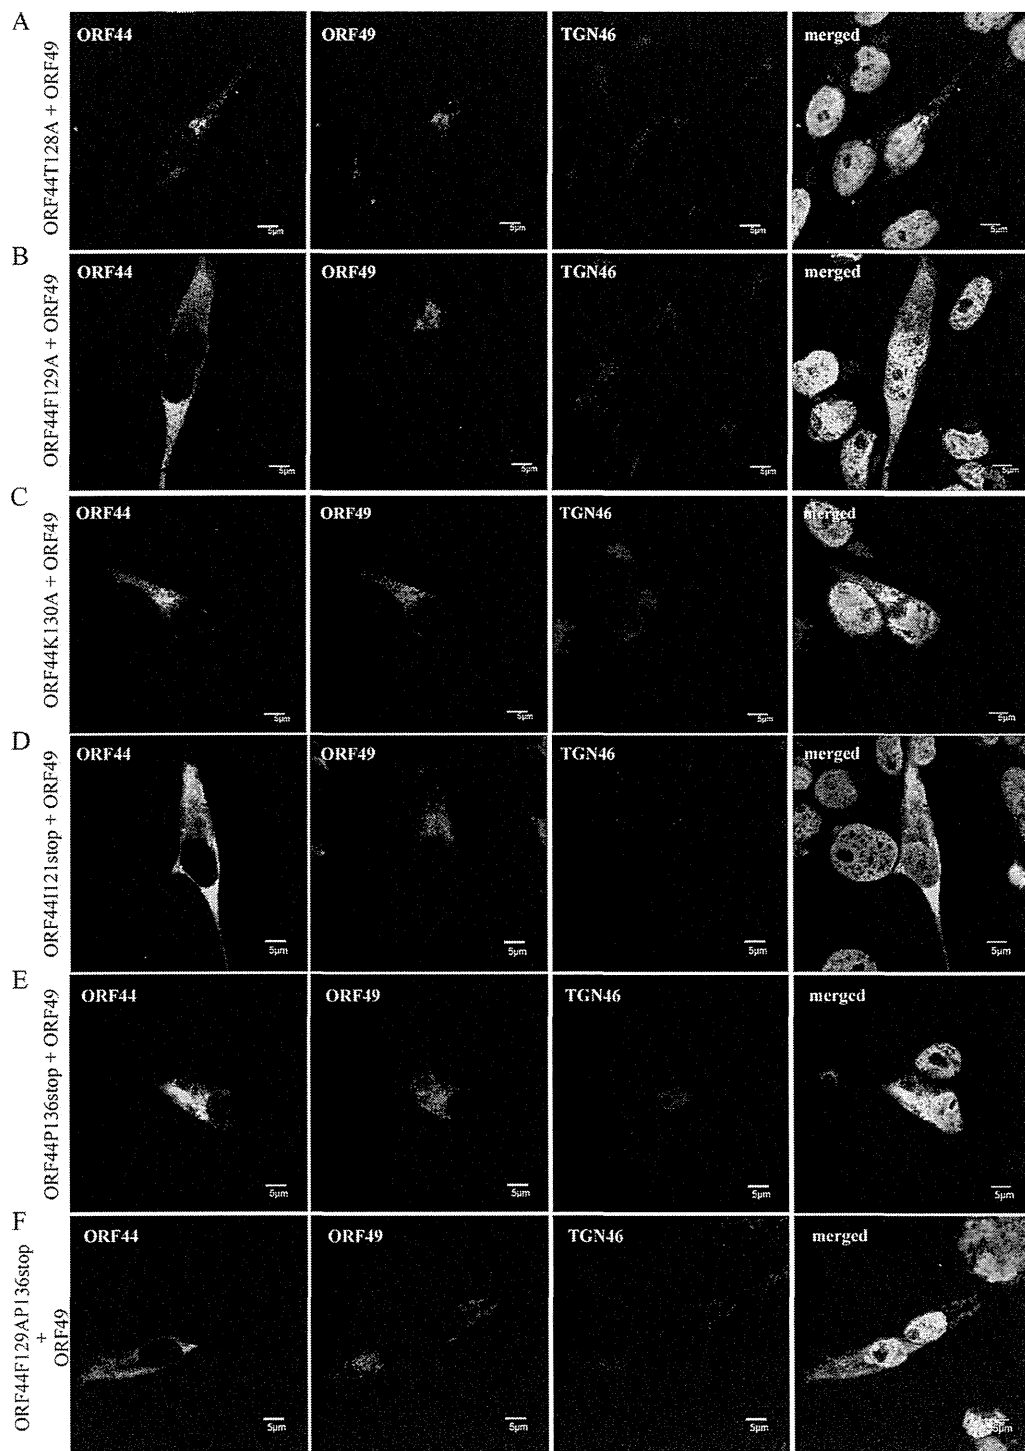 A
ORF44T128A + ORF49
ORF44
ORF49
TGN46
merged
5μm
5μm
5μm
5μm
B
ORF44F129A + ORF49
ORF44
ORF49
TGN46
merged
5μm
5μm
5μm
5μm
C
ORF44K130A + ORF49
ORF44
ORF49
TGN46
merged
5μm
5μm
5μm
5μm
D
ORF44I121stop + ORF49
ORF44
ORF49
TGN46
merged
5μm
5μm
5μm
5μm
E
ORF44P136stop + ORF49
ORF44
ORF49
TGN46
merged
5μm
5μm
5μm
5μm
F
ORF44F129AP136stop
+
ORF49
ORF44
ORF49
TGN46
merged
5μm
5μm
5μm
5μm